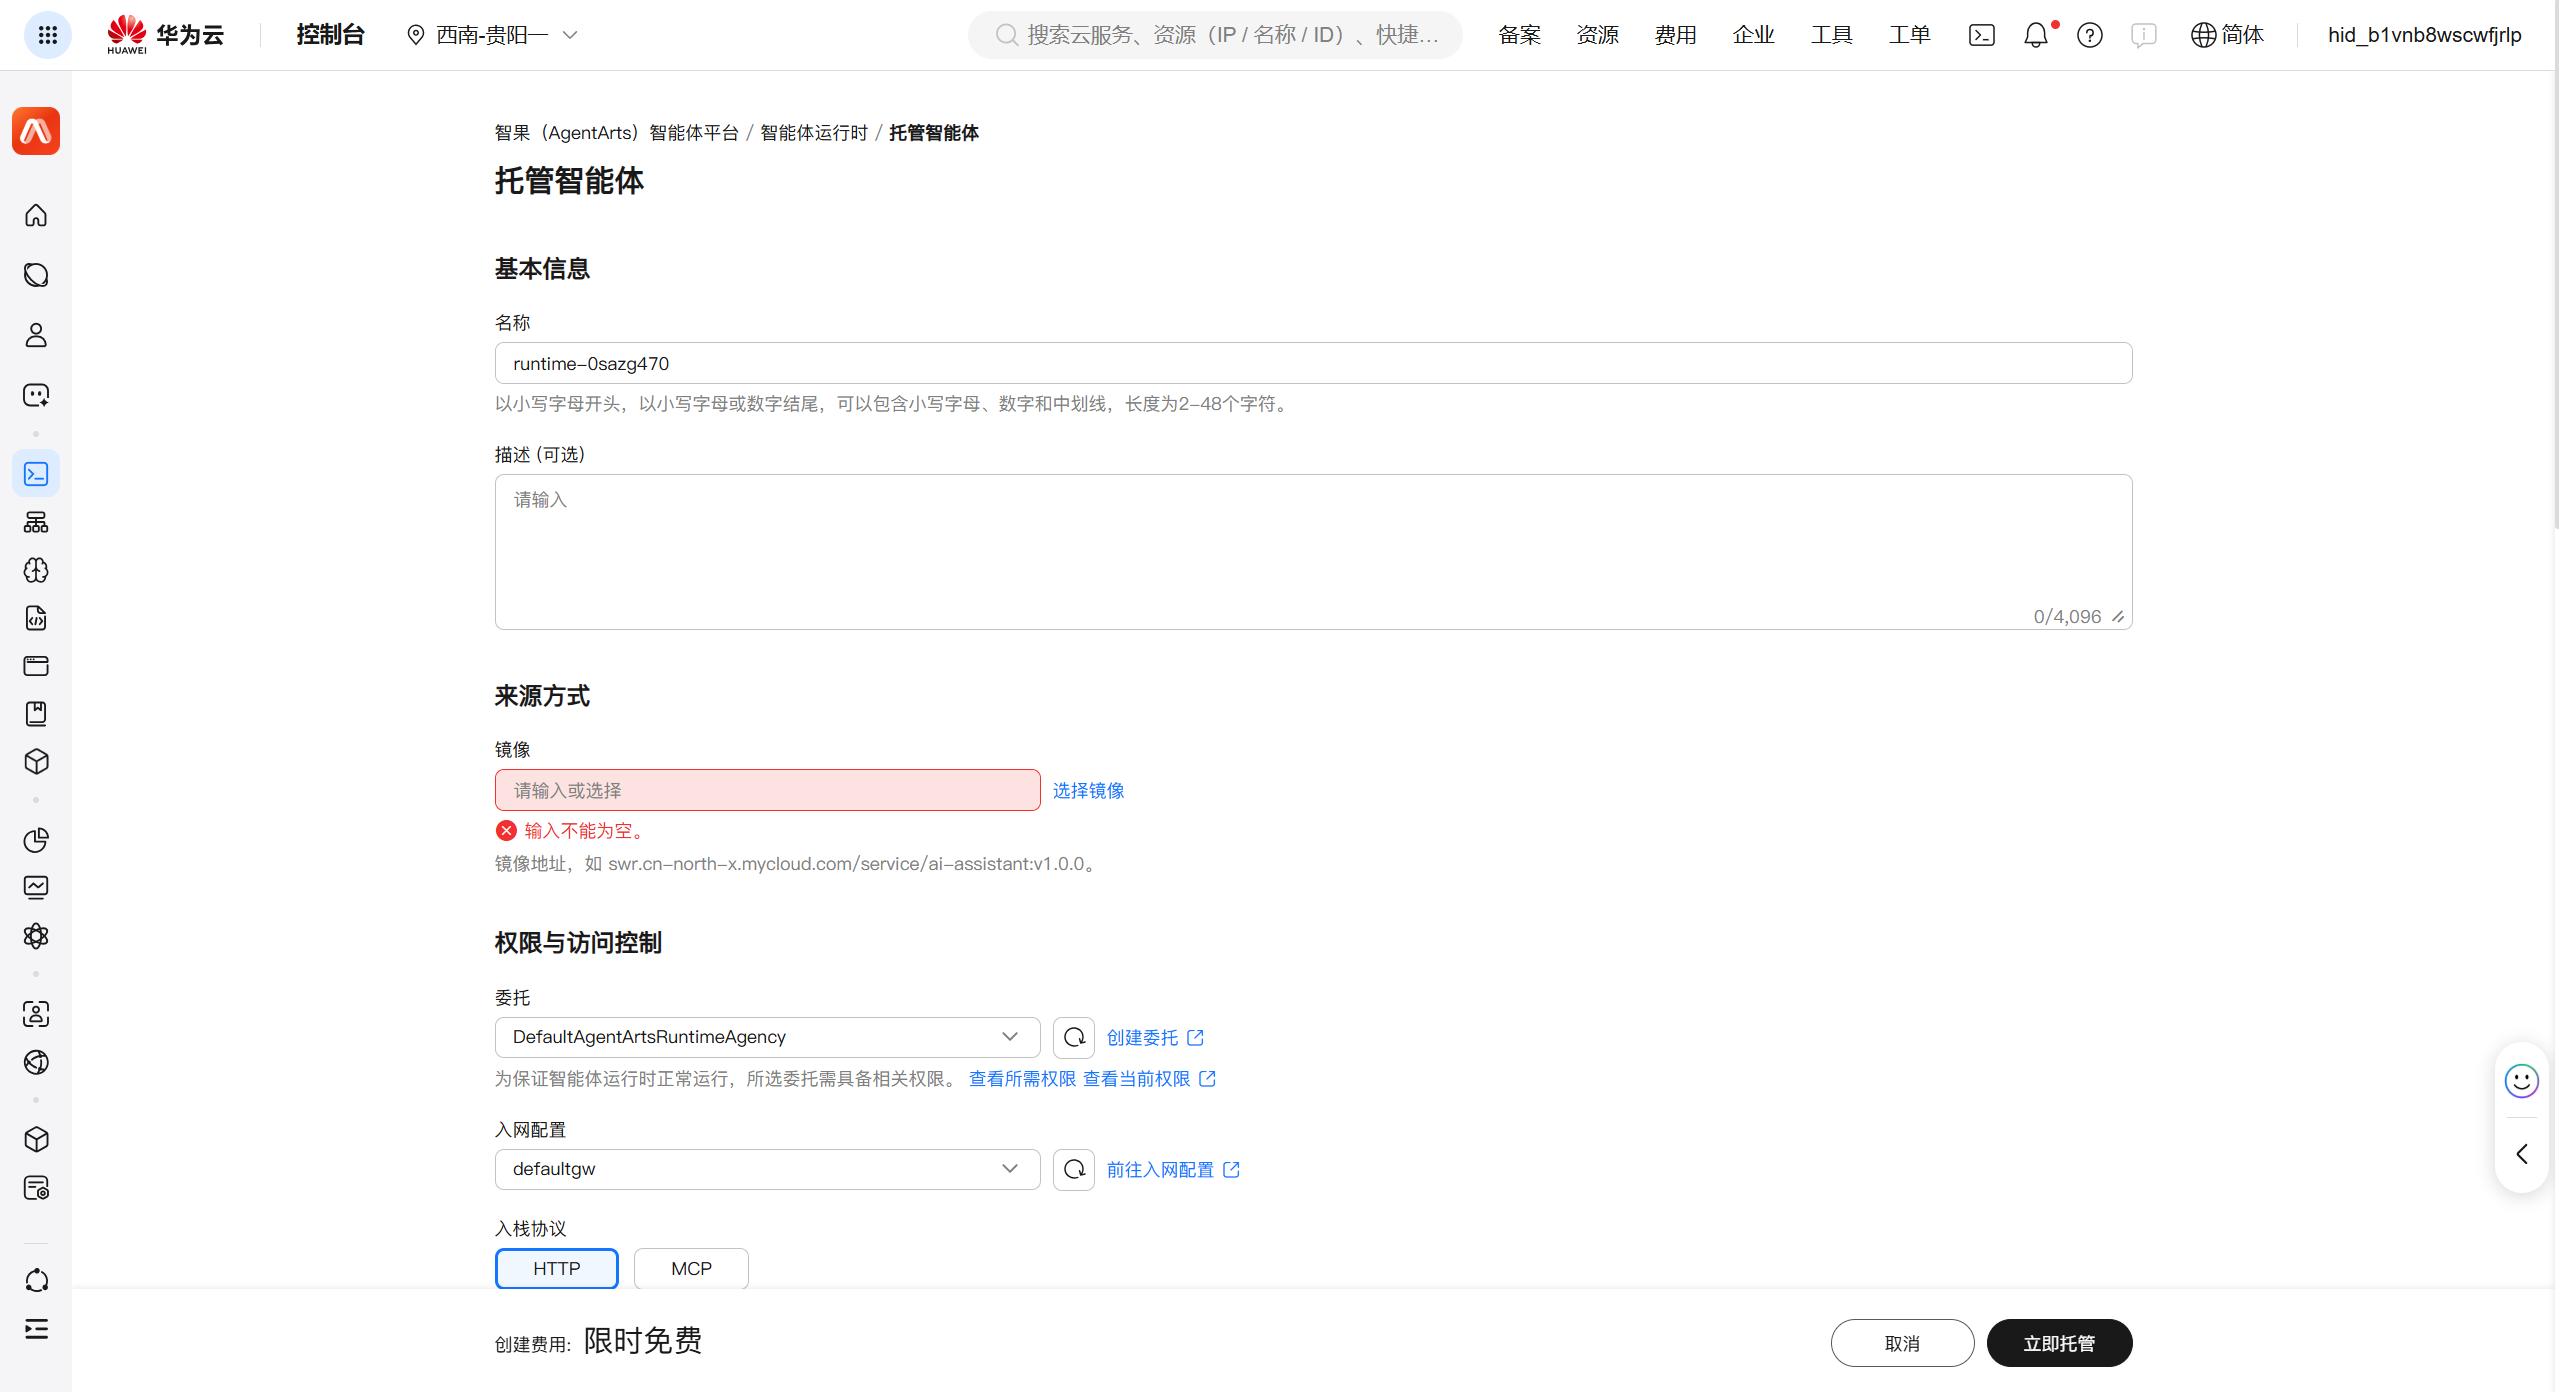 HUAWEI
华为云
控制台
西南-贵阳一
搜索云服务、资源（IP / 名称 / ID）、快捷…
备案
资源
费用
企业
工具
工单
简体
hid_b1vnb8wscwfjrlp
智果（AgentArts）智能体平台 / 智能体运行时 / 托管智能体
托管智能体
基本信息
名称
runtime-0sazg470
以小写字母开头，以小写字母或数字结尾，可以包含小写字母、数字和中划线，长度为2-48个字符。
描述 (可选)
请输入
0/4,096
来源方式
镜像
请输入或选择
选择镜像
输入不能为空。
镜像地址，如 swr.cn-north-x.mycloud.com/service/ai-assistant:v1.0.0。
权限与访问控制
委托
DefaultAgentArtsRuntimeAgency
创建委托
为保证智能体运行时正常运行，所选委托需具备相关权限。 查看所需权限 查看当前权限
入网配置
defaultgw
前往入网配置
入栈协议
HTTP
MCP
创建费用: 限时免费
取消
立即托管